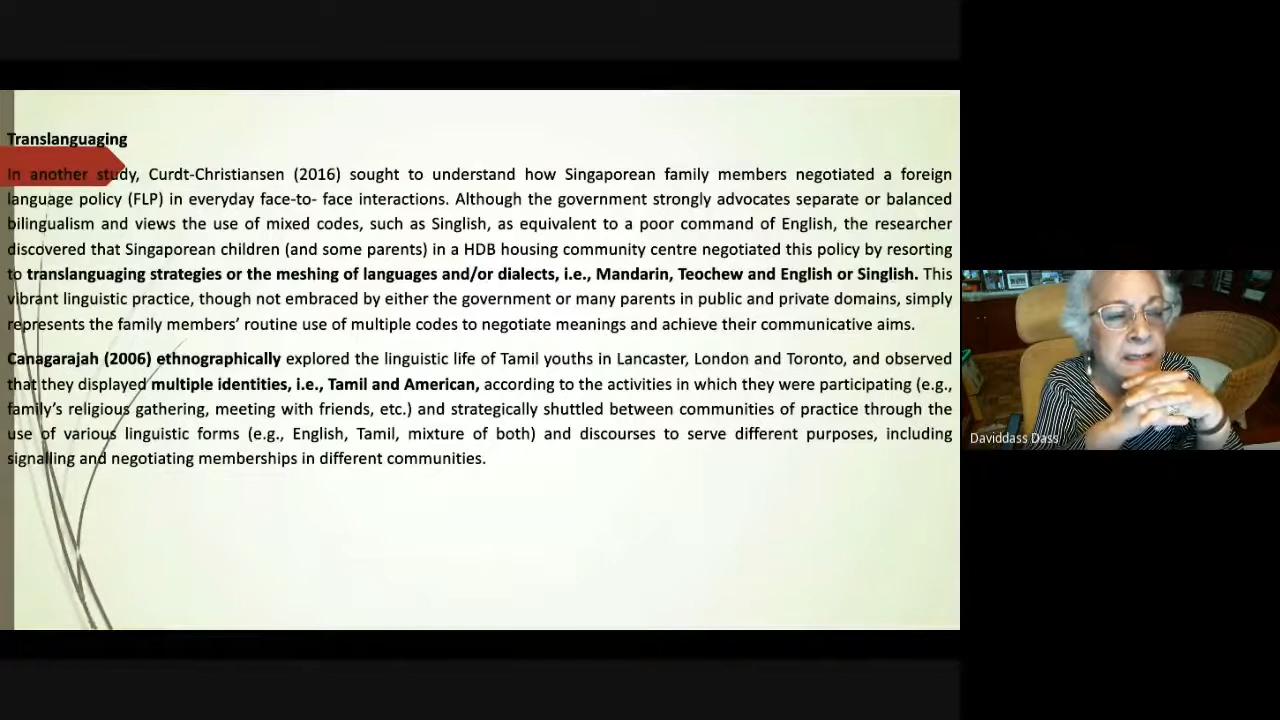 Translanguaging
In another study, Curdt-Christiansen (2016) sought to understand how Singaporean family members negotiated a foreign
language policy (FLP) in everyday face-to- face interactions. Although the government strongly advocates separate or balanced
bilingualism and views the use of mixed codes, such as Singlish, as equivalent to a poor command of English, the researcher
discovered that Singaporean children (and some parents) in a HDB housing community centre negotiated this policy by resorting
to translanguaging strategies or the meshing of languages and/or dialects, i.e., Mandarin, Teochew and English or Singlish. This
vibrant linguistic practice, though not embraced by either the government or many parents in public and private domains, simply
represents the family members’ routine use of multiple codes to negotiate meanings and achieve their communicative aims.
Canagarajah (2006) ethnographically explored the linguistic life of Tamil youths in Lancaster, London and Toronto, and observed
that they displayed multiple identities, i.e., Tamil and American, according to the activities in which they were participating (e.g.,
family’s religious gathering, meeting with friends, etc.) and strategically shuttled between communities of practice through the
use of various linguistic forms (e.g., English, Tamil, mixture of both) and discourses to serve different purposes, including
signalling and negotiating memberships in different communities.
Daviddass Dass